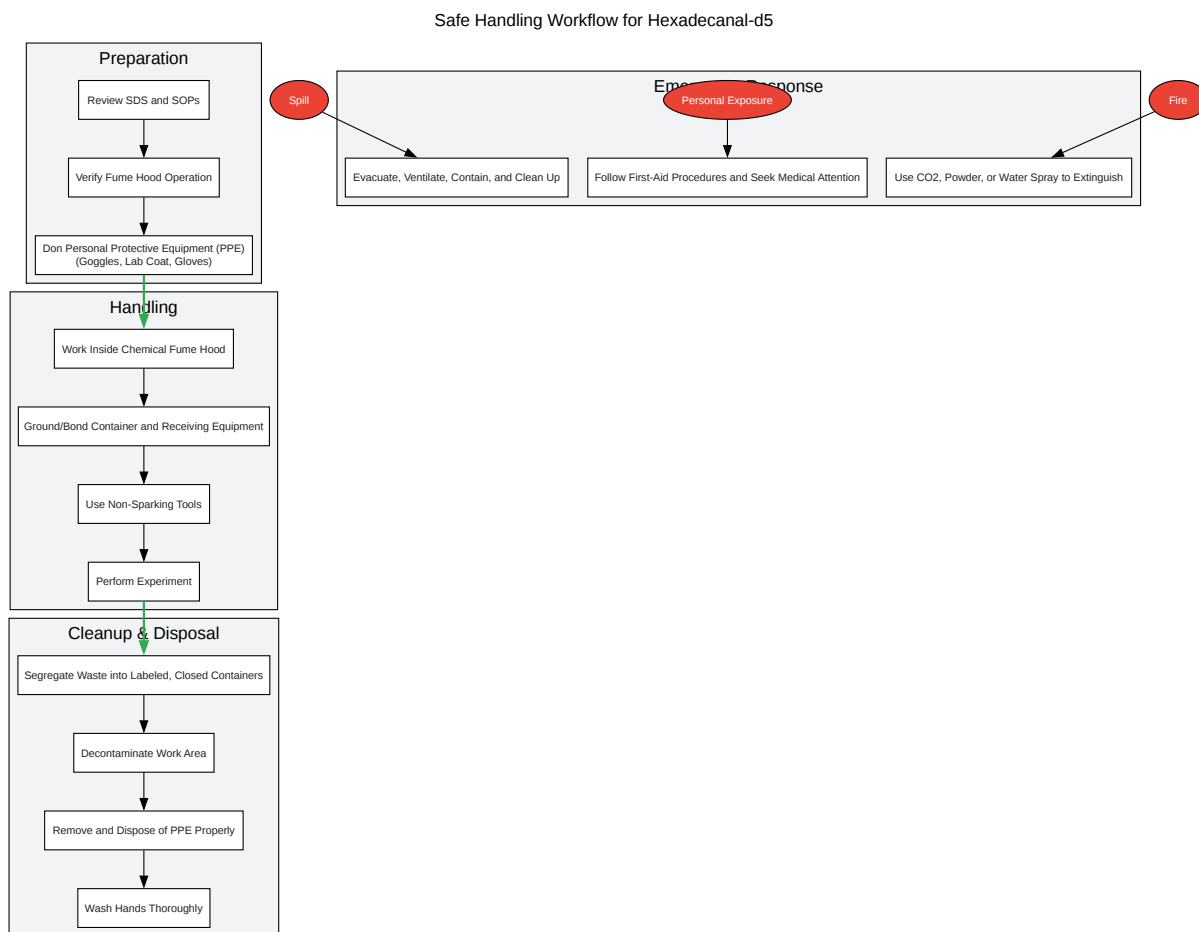 Safe Handling Workflow for Hexadecanal-d5
Preparation
Review SDS and SOPs
Verify Fume Hood Operation
Don Personal Protective Equipment (PPE)
(Goggles, Lab Coat, Gloves)
Handling
Work Inside Chemical Fume Hood
Ground/Bond Container and Receiving Equipment
Use Non-Sparking Tools
Perform Experiment
Cleanup & Disposal
Segregate Waste into Labeled, Closed Containers
Decontaminate Work Area
Remove and Dispose of PPE Properly
Wash Hands Thoroughly
Spill
Personal Exposure
Fire
Evacuate, Ventilate, Contain, and Clean Up
Follow First-Aid Procedures and Seek Medical Attention
Use CO2, Powder, or Water Spray to Extinguish